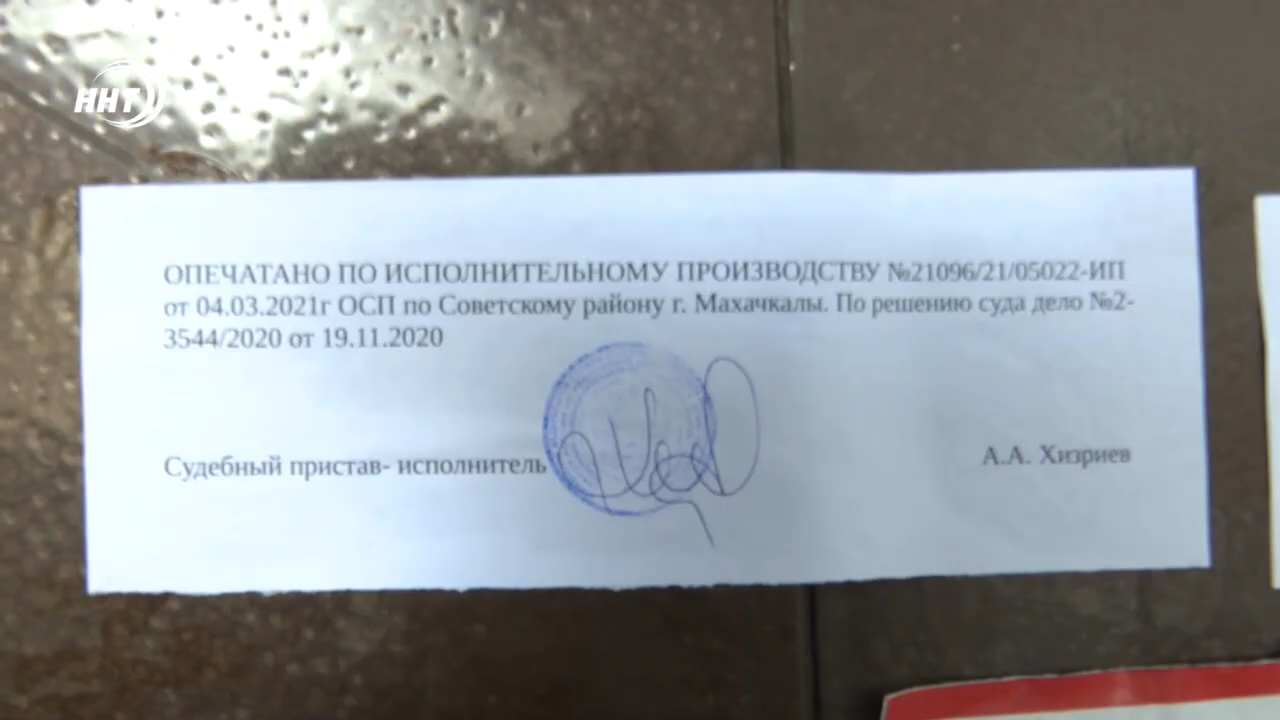 ННТ
ОПЕЧАТАНО ПО ИСПОЛНИТЕЛЬНОМУ ПРОИЗВОДСТВУ №21096/21/05022-ИП
от 04.03.2021г ОСП по Советскому району г. Махачкалы. По решению суда дело №2-
3544/2020 от 19.11.2020
Судебный пристав- исполнитель А.А. Хизриев